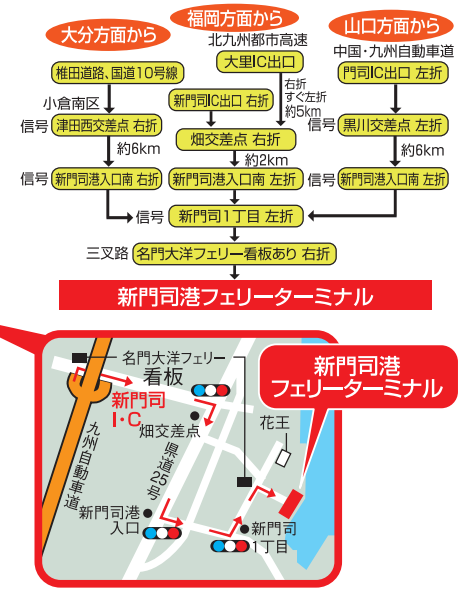 大分方面から
福岡方面から
山口方面から
椎田道路、国道10号線
小倉南区
信号 津田西交差点 右折
約6km
信号 新門司港入口南 右折
北九州都市高速
大里IC出口
右折
すぐ左折
約5km
新門司IC出口 右折
畑交差点 右折
約2km
新門司港入口南 左折
中国・九州自動車道
門司IC出口 左折
信号 黒川交差点 左折
約6km
信号 新門司港入口南 左折
信号 新門司1丁目 左折
三叉路 名門大洋フェリー看板あり 右折
新門司港フェリーターミナル
名門大洋フェリー
看板
新門司
I・C
畑交差点
九州自動車道
県道25号
新門司港
入口
新門司
1丁目
花王
新門司港
フェリーターミナル